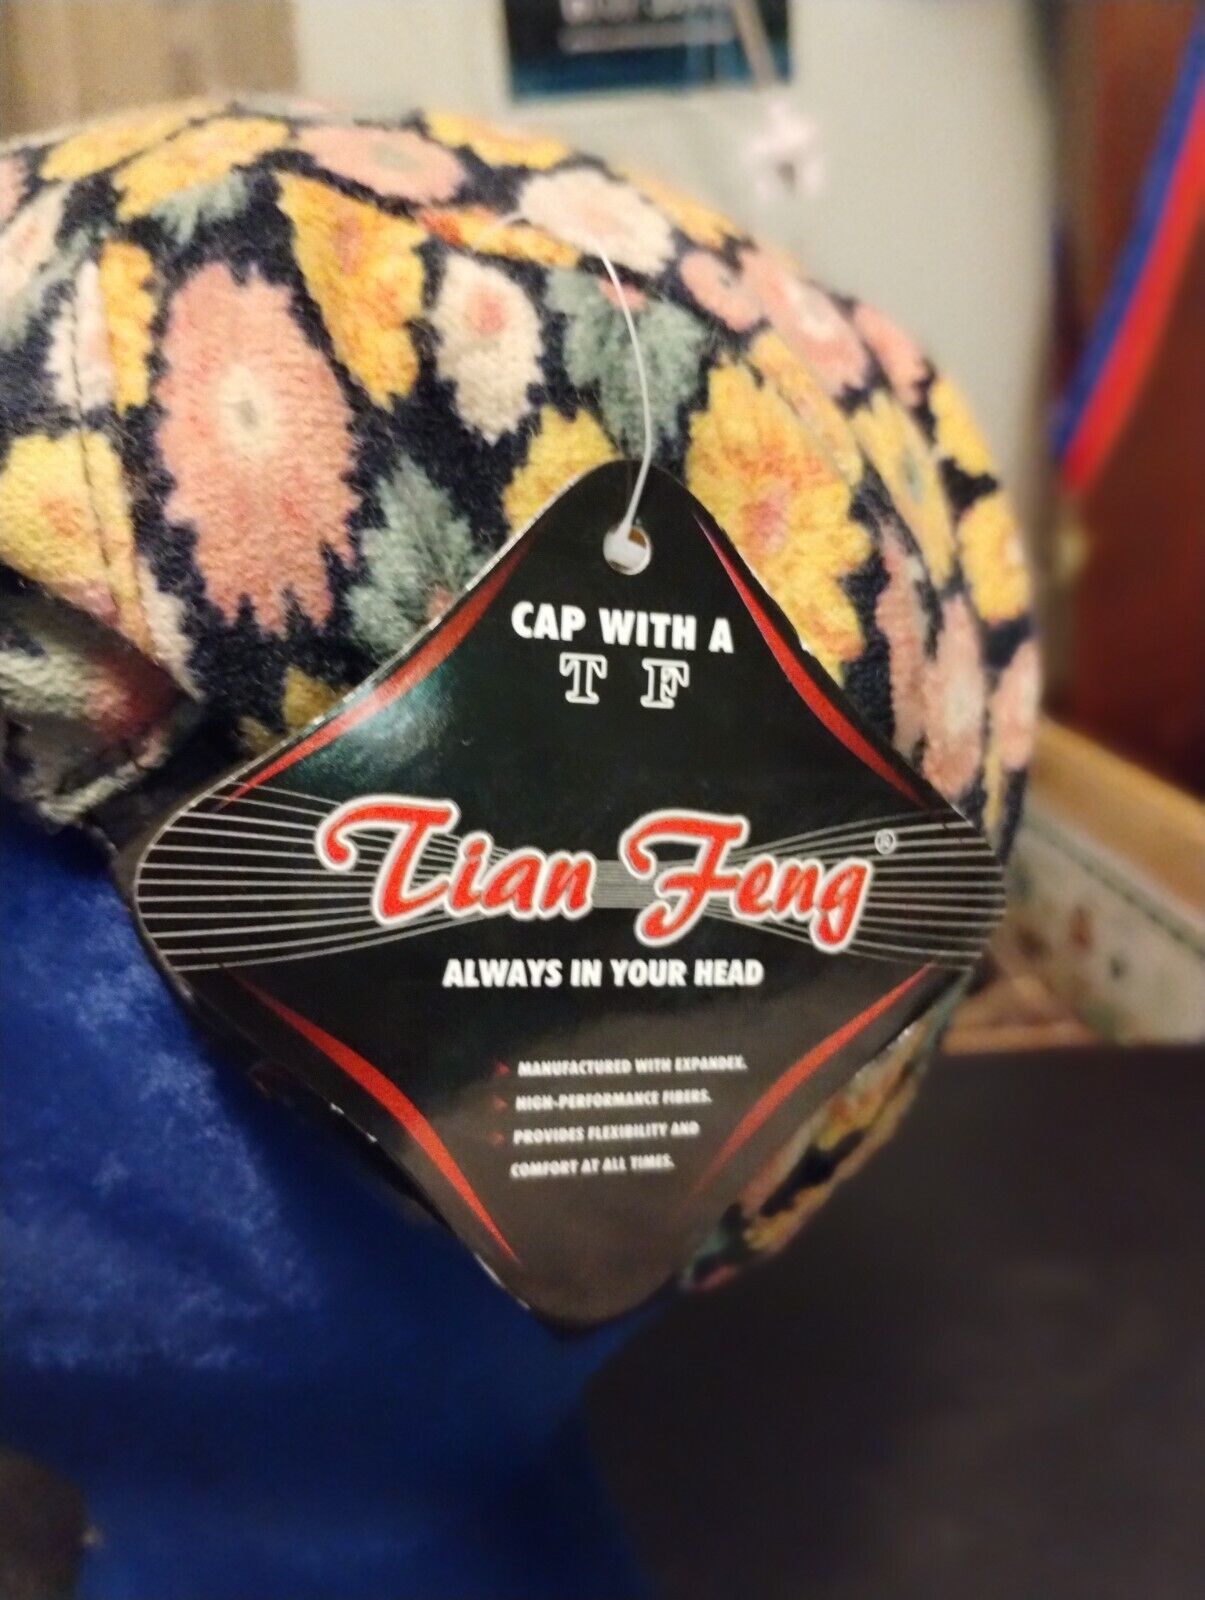 CAP WITH A
T F
Tian Feng ®
ALWAYS IN YOUR HEAD
MANUFACTURED WITH EXPANDEX.
HIGH-PERFORMANCE FIBERS.
PROVIDES FLEXIBILITY AND
COMFORT AT ALL TIMES.